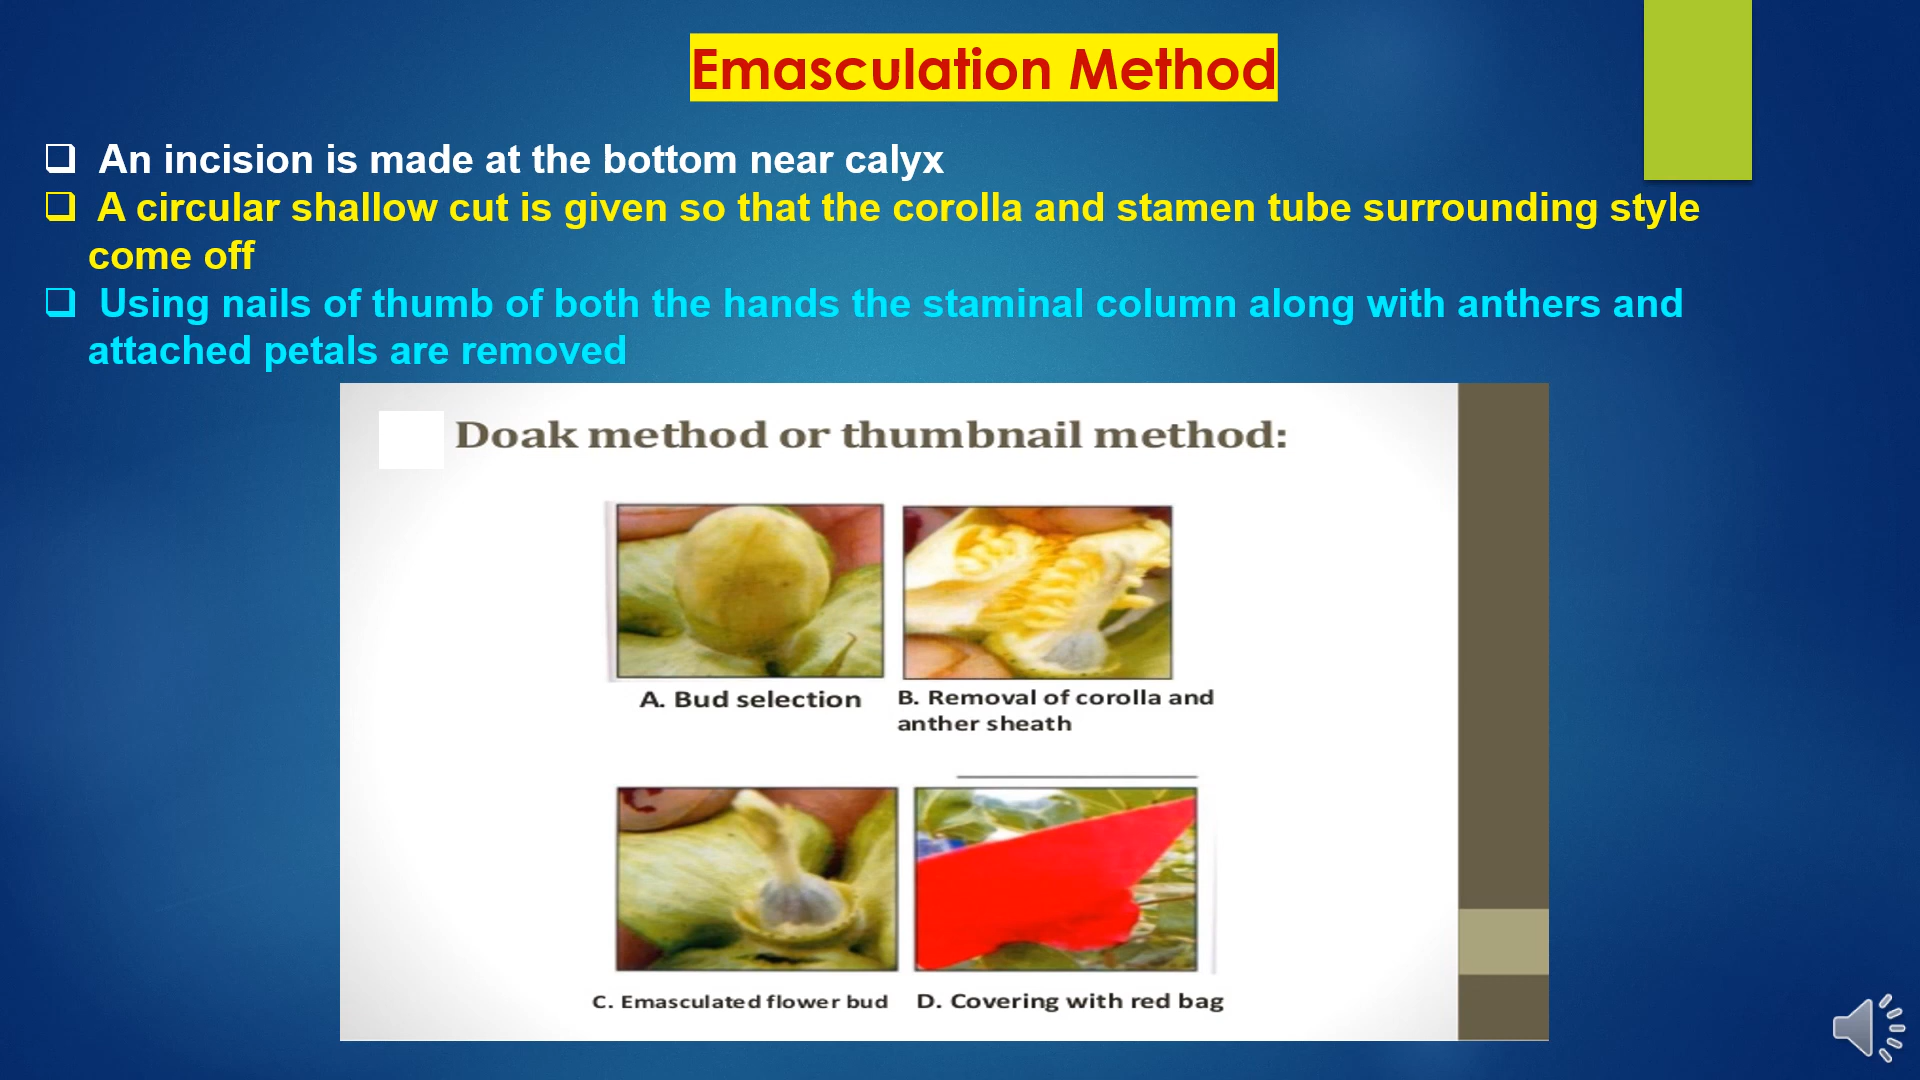 Emasculation Method
❑ An incision is made at the bottom near calyx
❑ A circular shallow cut is given so that the corolla and stamen tube surrounding style
come off
❑ Using nails of thumb of both the hands the staminal column along with anthers and
attached petals are removed
Doak method or thumbnail method:
A. Bud selection
B. Removal of corolla and
anther sheath
C. Emasculated flower bud
D. Covering with red bag